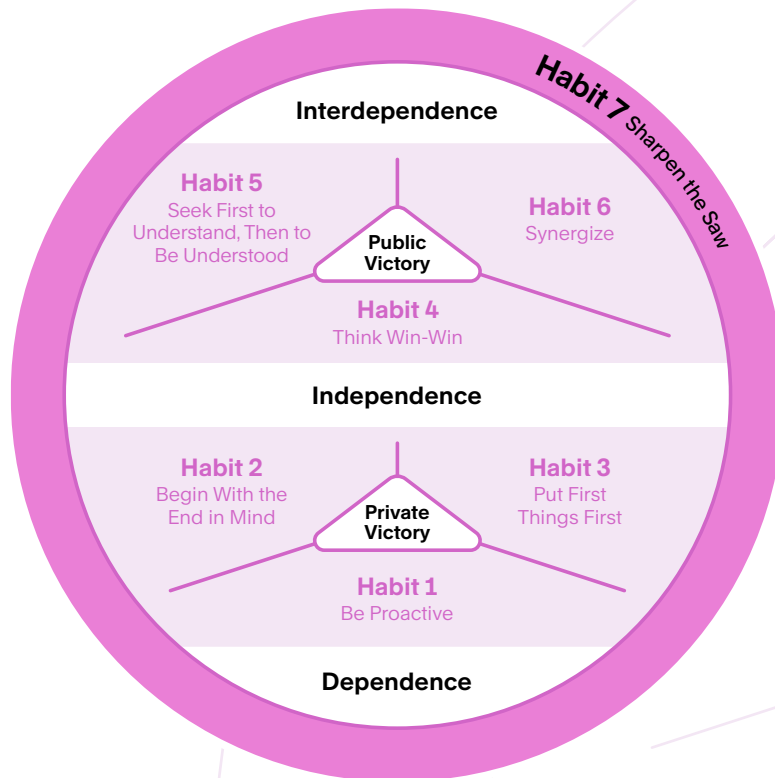 Habit 7 Sharpen the Saw
Interdependence
Habit 5
Seek First to
Understand, Then to
Be Understood
Habit 6
Synergize
Public
Victory
Habit 4
Think Win-Win
Independence
Habit 2
Begin With the
End in Mind
Habit 3
Put First
Things First
Private
Victory
Habit 1
Be Proactive
Dependence